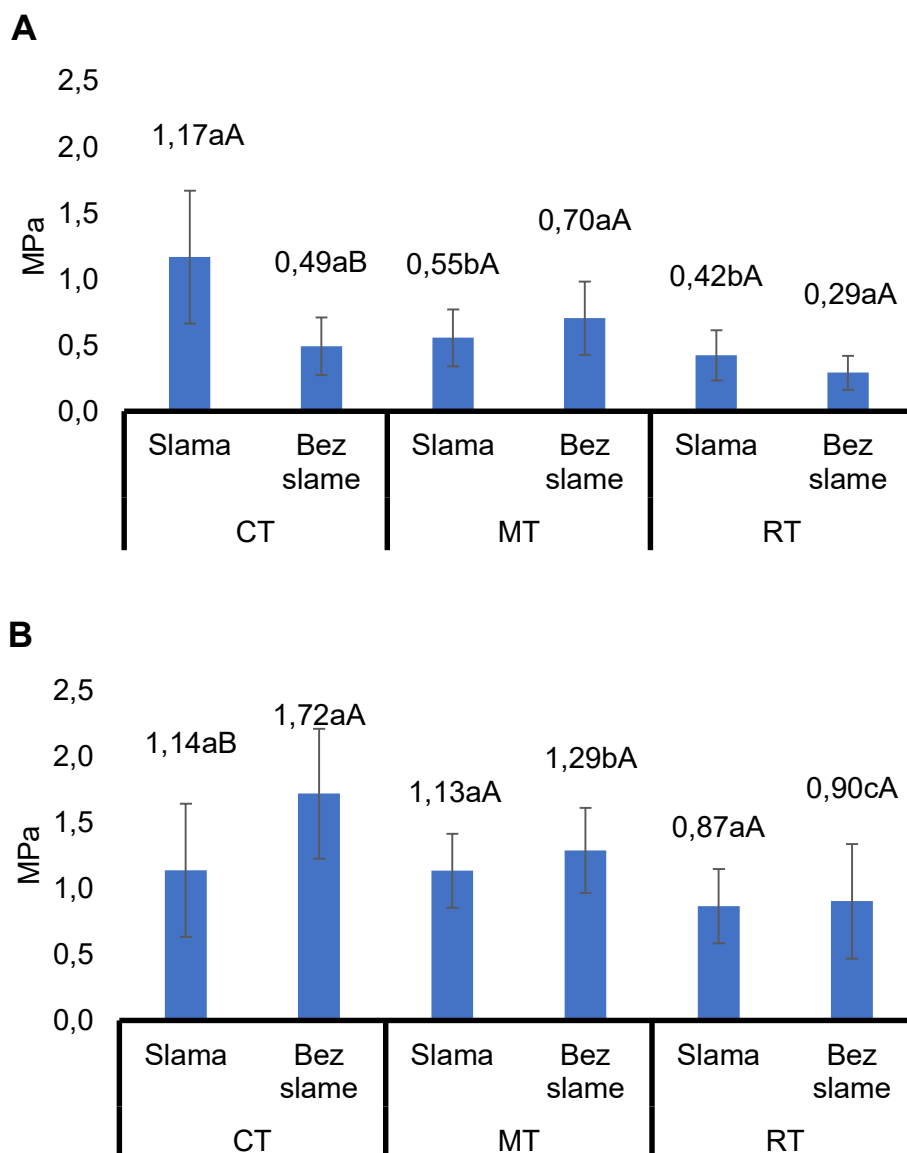 A
2,5
2,0
1,5
1,0
0,5
0,0
MPa
1,17aA
0,49aB
0,55bA
0,70aA
0,42bA
0,29aA
Slama
Bez
slame
Slama
Bez
slame
Slama
Bez
slame
CT
MT
RT
B
2,5
2,0
1,5
1,0
0,5
0,0
MPa
1,14aB
1,72aA
1,13aA
1,29bA
0,87aA
0,90cA
Slama
Bez
slame
Slama
Bez
slame
Slama
Bez
slame
CT
MT
RT